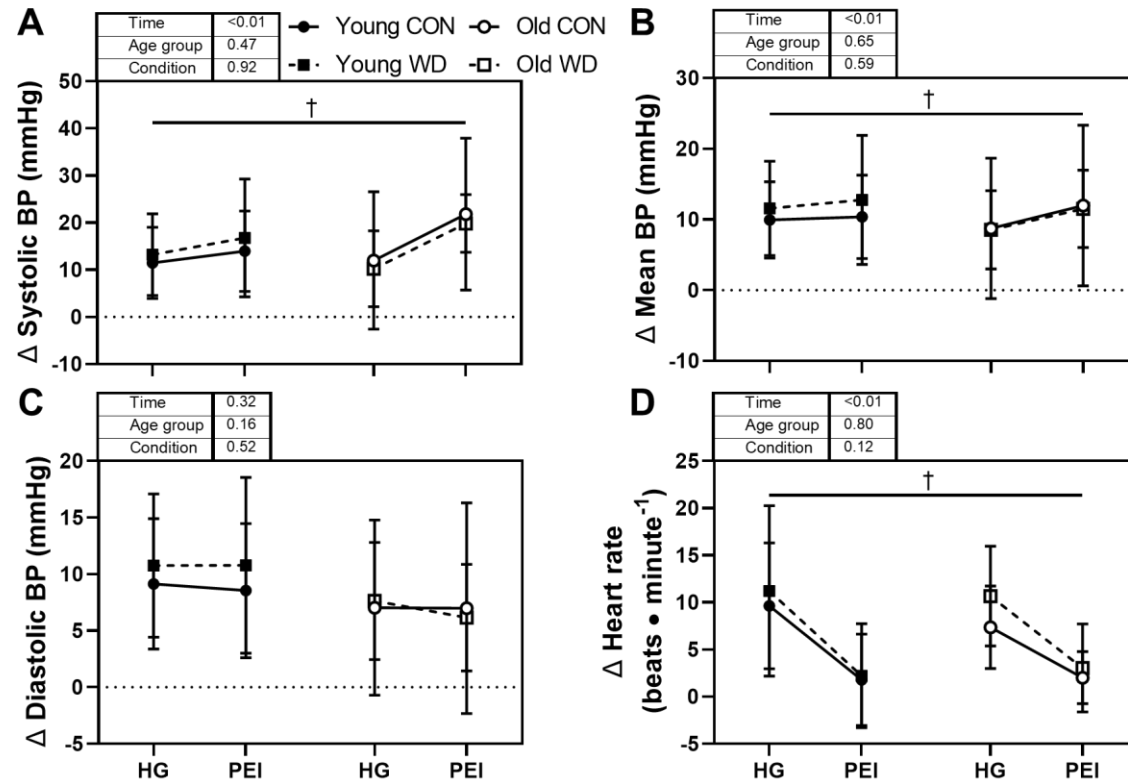 A
Time <0.01
Age group 0.47
Condition 0.92
Young CON
Old CON
Young WD
Old WD
Δ Systolic BP (mmHg)
50
40
30
20
10
0
-10
†
B
Time <0.01
Age group 0.65
Condition 0.59
Δ Mean BP (mmHg)
30
20
10
0
-10
†
C
Time 0.32
Age group 0.16
Condition 0.52
Δ Diastolic BP (mmHg)
20
15
10
5
0
-5
HG PEI HG PEI
D
Time <0.01
Age group 0.80
Condition 0.12
Δ Heart rate
(beats • minute⁻¹)
25
20
15
10
5
0
-5
†
HG PEI HG PEI